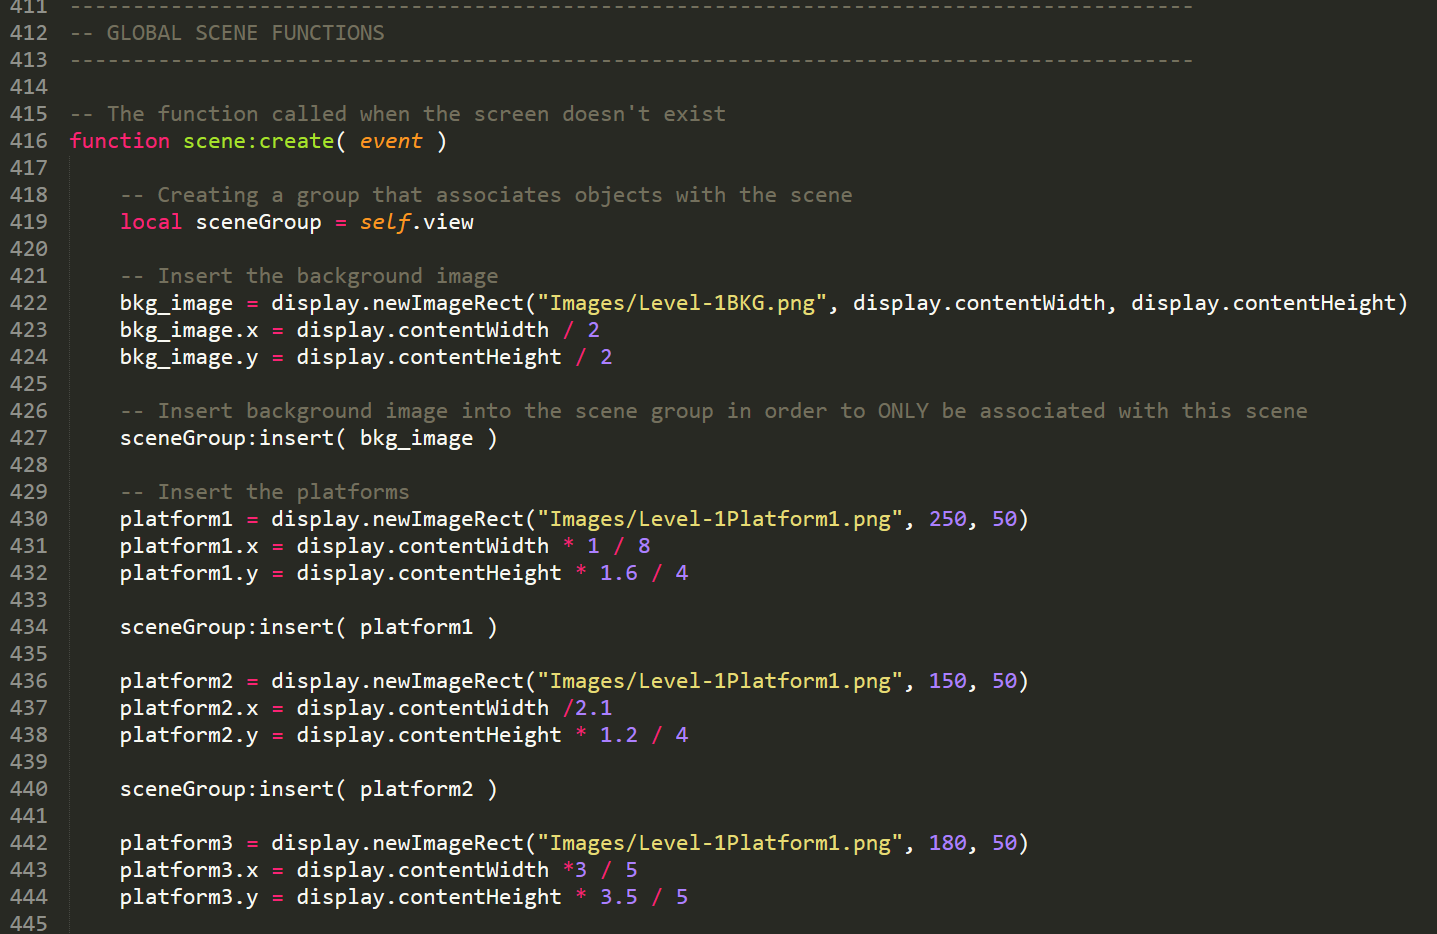 411 -----------------------------------------------------------------------------------------
412 -- GLOBAL SCENE FUNCTIONS
413 -----------------------------------------------------------------------------------------
414
415 -- The function called when the screen doesn't exist
416 function scene:create( event )
417
418     -- Creating a group that associates objects with the scene
419     local sceneGroup = self.view
420
421     -- Insert the background image
422     bkg_image = display.newImageRect("Images/Level-1BKG.png", display.contentWidth, display.contentHeight)
423     bkg_image.x = display.contentWidth / 2
424     bkg_image.y = display.contentHeight / 2
425
426     -- Insert background image into the scene group in order to ONLY be associated with this scene
427     sceneGroup:insert( bkg_image )
428
429     -- Insert the platforms
430     platform1 = display.newImageRect("Images/Level-1Platform1.png", 250, 50)
431     platform1.x = display.contentWidth * 1 / 8
432     platform1.y = display.contentHeight * 1.6 / 4
433
434     sceneGroup:insert( platform1 )
435
436     platform2 = display.newImageRect("Images/Level-1Platform1.png", 150, 50)
437     platform2.x = display.contentWidth /2.1
438     platform2.y = display.contentHeight * 1.2 / 4
439
440     sceneGroup:insert( platform2 )
441
442     platform3 = display.newImageRect("Images/Level-1Platform1.png", 180, 50)
443     platform3.x = display.contentWidth *3 / 5
444     platform3.y = display.contentHeight * 3.5 / 5
445